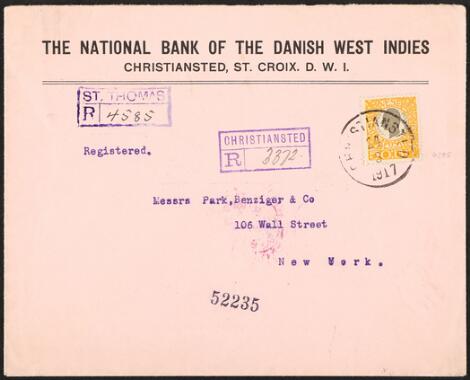 THE NATIONAL BANK OF THE DANISH WEST INDIES
CHRISTIANSTED, ST. CROIX. D. W. I.
ST. THOMAS
R 4585
CHRISTIANSTED
R 3372
Registered.
1917
Messrs Park, Benziger & Co
106 Wall Street
New York.
52235